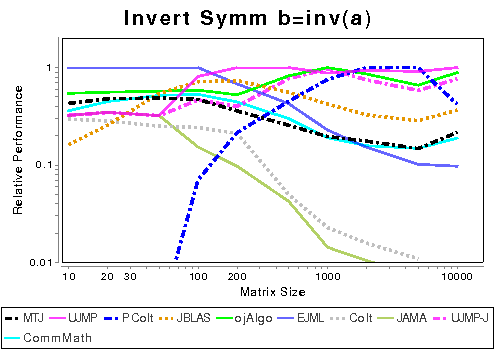 Invert Symm b=inv(a)
Relative Performance
1
0.1
0.01
10 20 30 100 200 1000 10000
Matrix Size
MTJ UJMP PColt JBLAS ojAlgo EJML Colt JAMA UJMP-J
CommMath